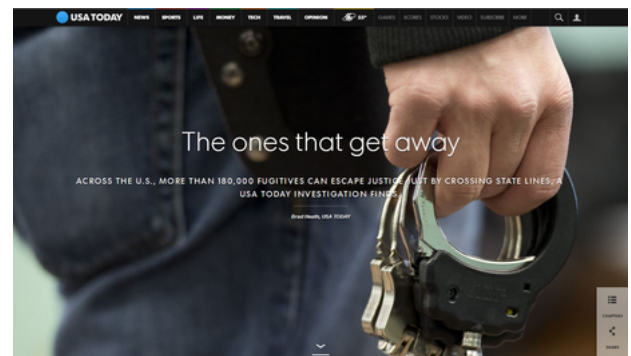 USA TODAY NEWS SPORTS LIFE MONEY TECH TRAVEL OPINION 55° GAMES SCORES STOCKS VIDEO SUBSCRIBE MORE
The ones that get away
ACROSS THE U.S., MORE THAN 180,000 FUGITIVES CAN ESCAPE JUSTICE JUST BY CROSSING STATE LINES, A
USA TODAY INVESTIGATION FINDS.
Brad Heath, USA TODAY
CHAPTERS
SHARE